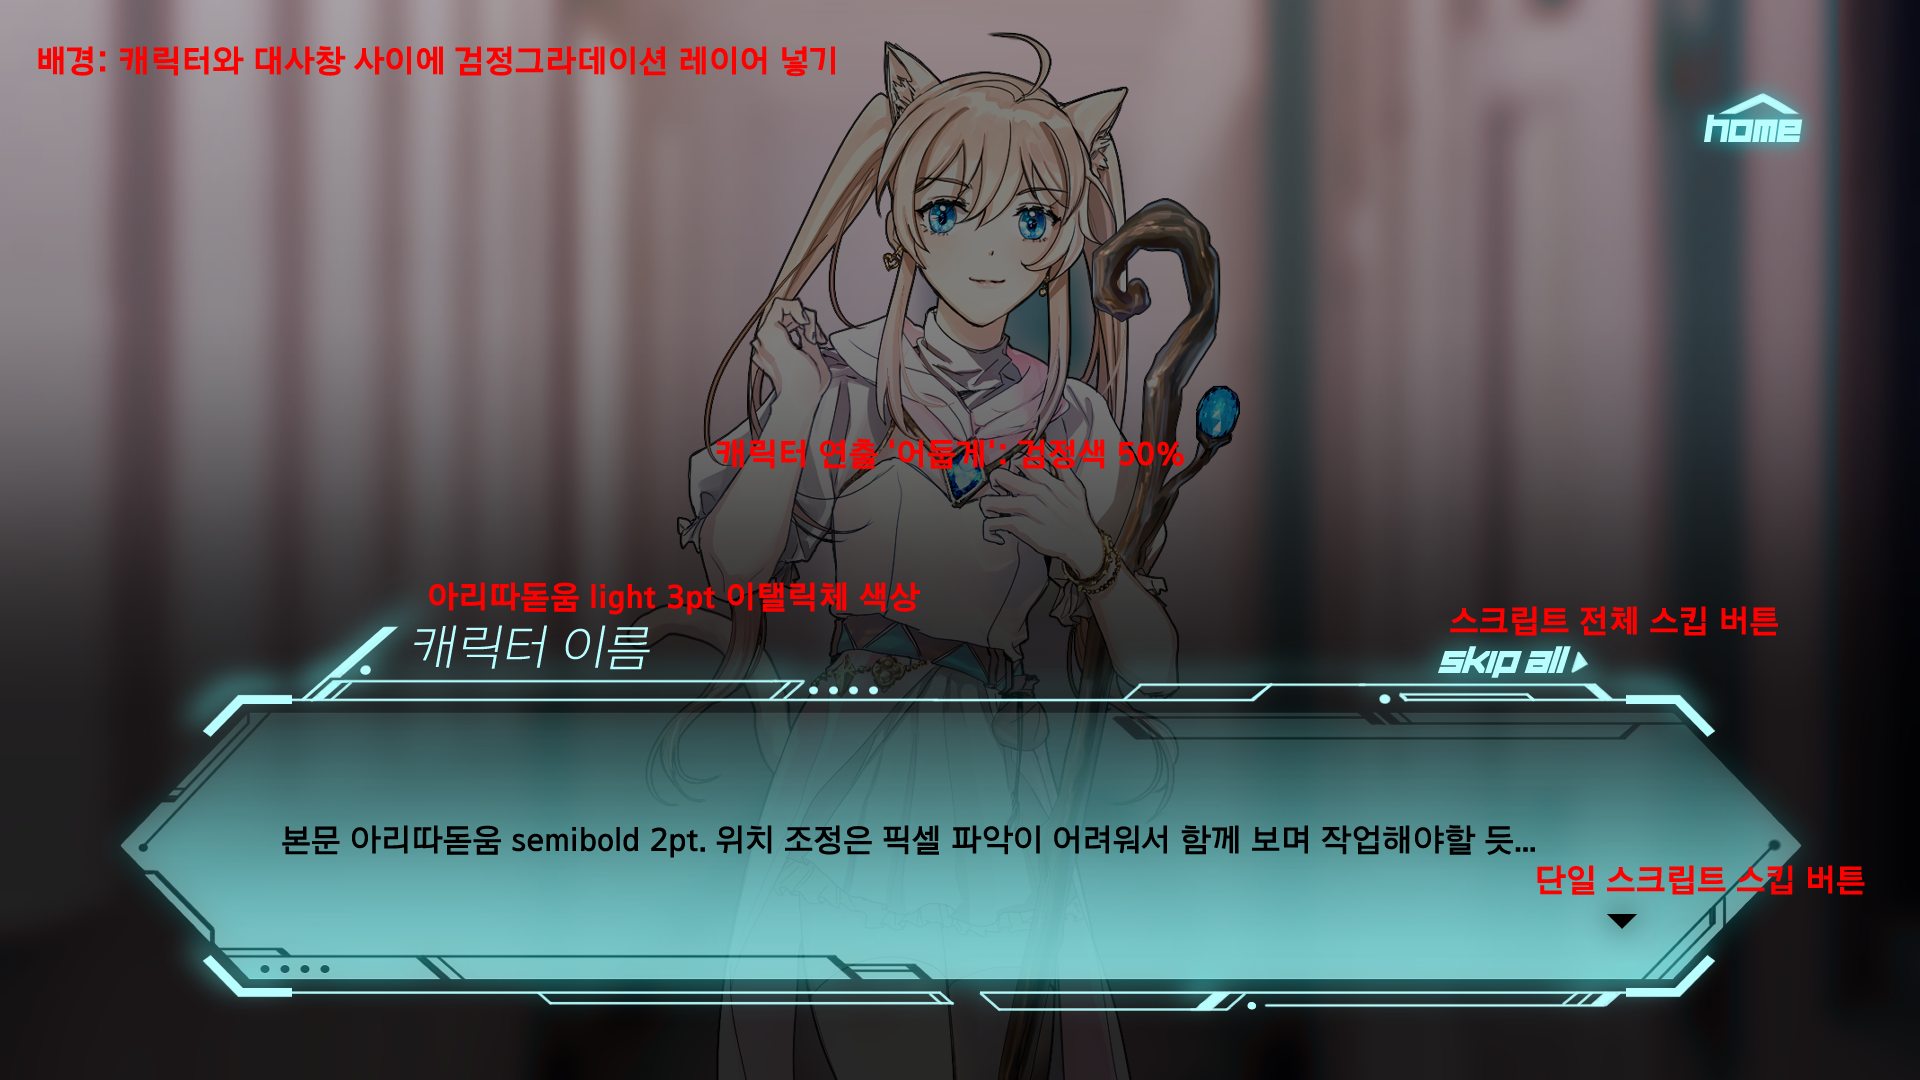 배경: 캐릭터와 대사창 사이에 검정그라데이션 레이어 넣기
home
캐릭터 연출 '어둡게': 검정색 50%
아리따돋움 light 3pt 이탤릭체 색상
캐릭터 이름
스크립트 전체 스킵 버튼
skip all
본문 아리따돋움 semibold 2pt. 위치 조정은 픽셀 파악이 어려워서 함께 보며 작업해야할 듯...
단일 스크립트 스킵 버튼